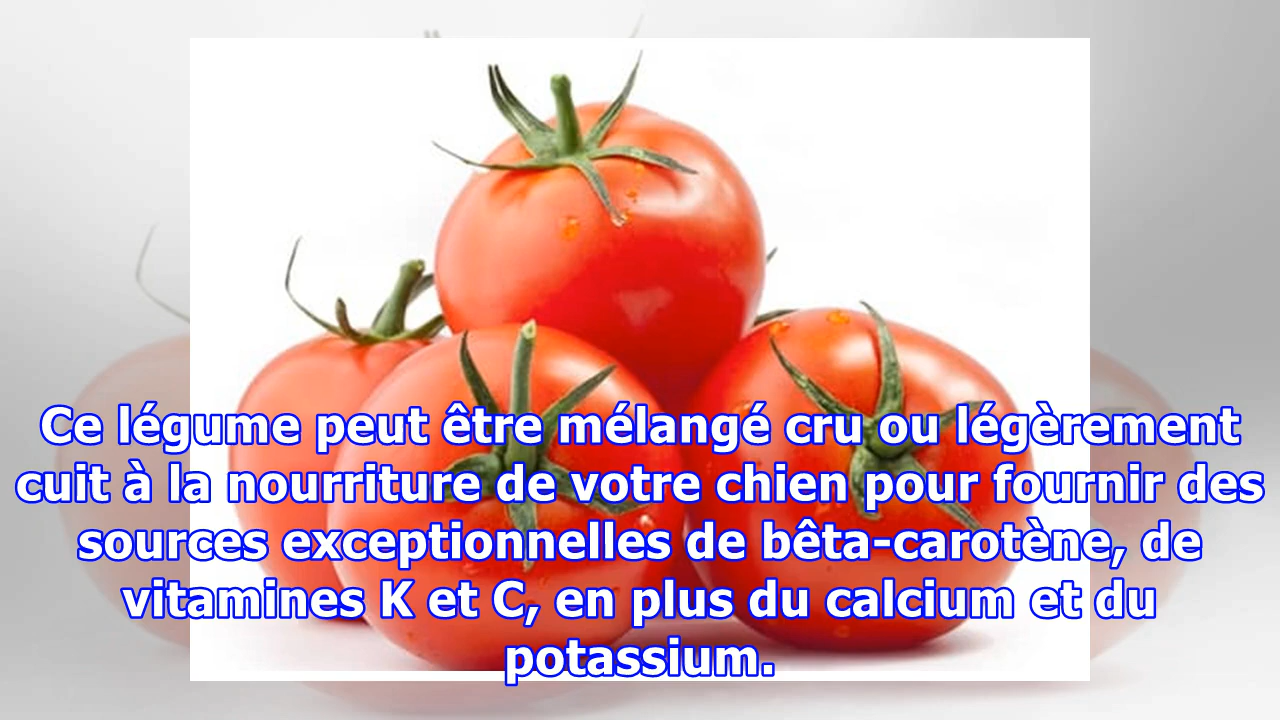 Ce légume peut être mélangé cru ou légèrement
cuit à la nourriture de votre chien pour fournir des
sources exceptionnelles de bêta-carotène, de
vitamines K et C, en plus du calcium et du
potassium.